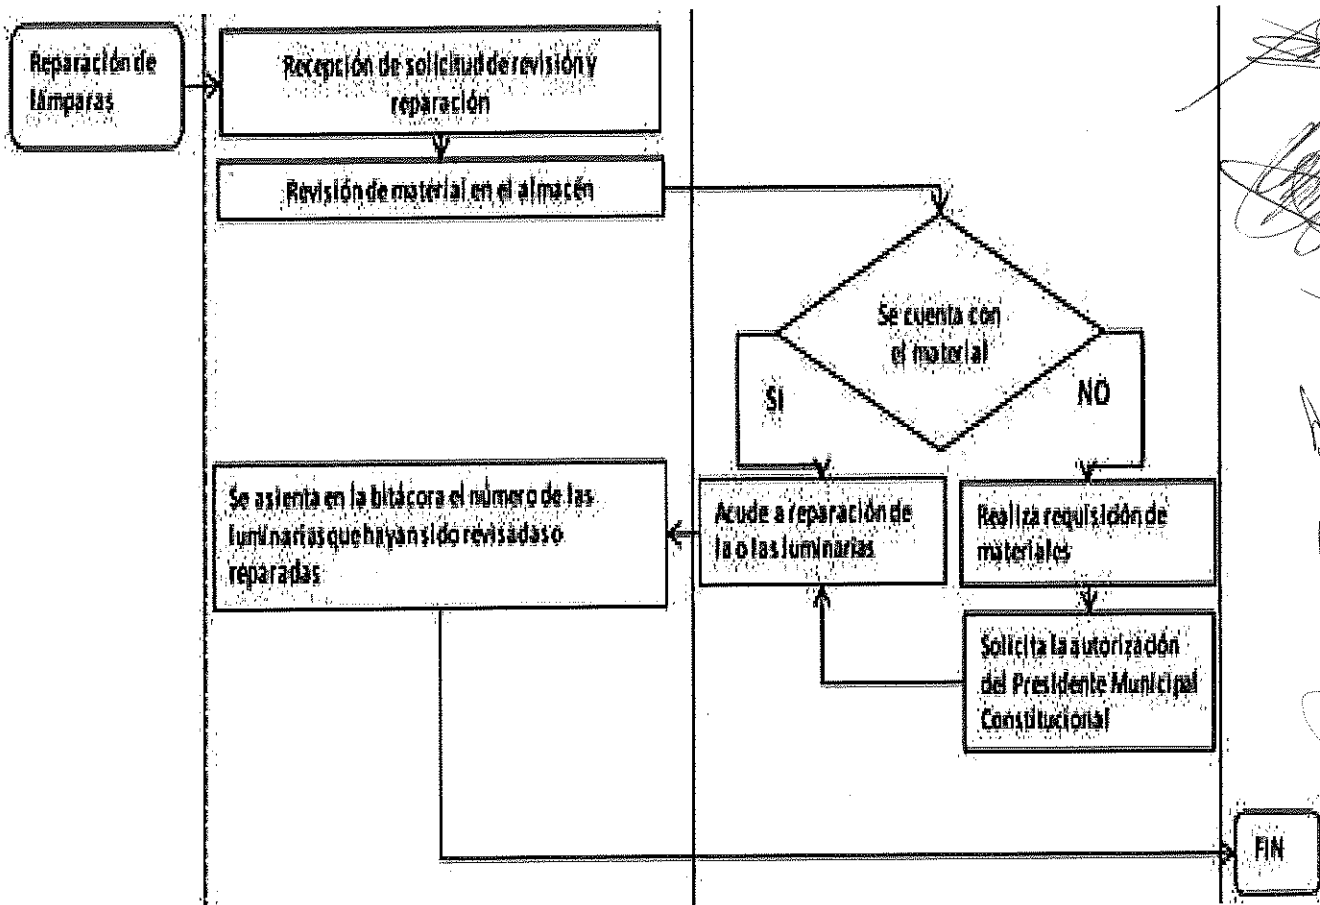 Reparación de
lámparas
Recepción de solicitud de revisión y
reparación
Revisión de material en el almacén
Se cuenta con
el material
SI
NO
Se asienta en la bitácora el número de las
luminarias que hayan sido revisadas o
reparadas
Acude a reparación de
la o las luminarias
Realiza requisición de
materiales
Solicita la autorización
del Presidente Municipal
Constitucional
FIN